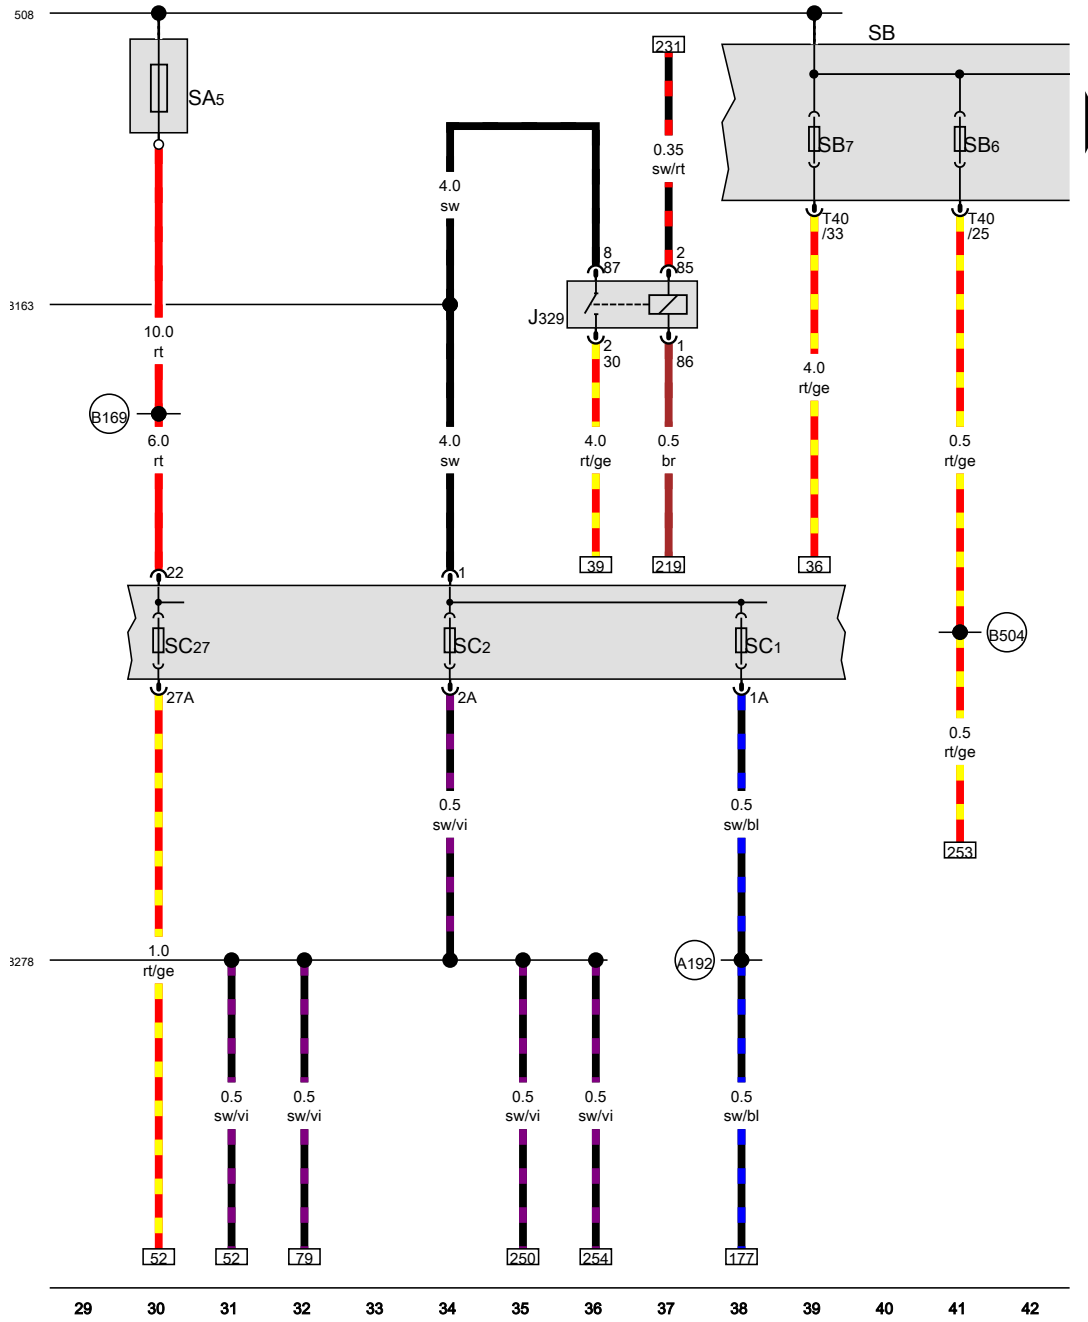 508
SB
SA5
231
SB7
SB6
0.35
sw/rt
4.0
sw
T40
/33
T40
/25
8
87
2
85
J329
3163
10.0
rt
2
30
1
86
4.0
rt/ge
B169
6.0
rt
4.0
sw
4.0
rt/ge
0.5
br
0.5
rt/ge
39
219
36
22
1
SC27
SC2
SC1
B504
27A
2A
1A
0.5
rt/ge
0.5
sw/vi
0.5
sw/bl
253
3278
1.0
rt/ge
A192
0.5
sw/vi
0.5
sw/vi
0.5
sw/vi
0.5
sw/vi
0.5
sw/bl
52
52
79
250
254
177
29 30 31 32 33 34 35 36 37 38 39 40 41 42